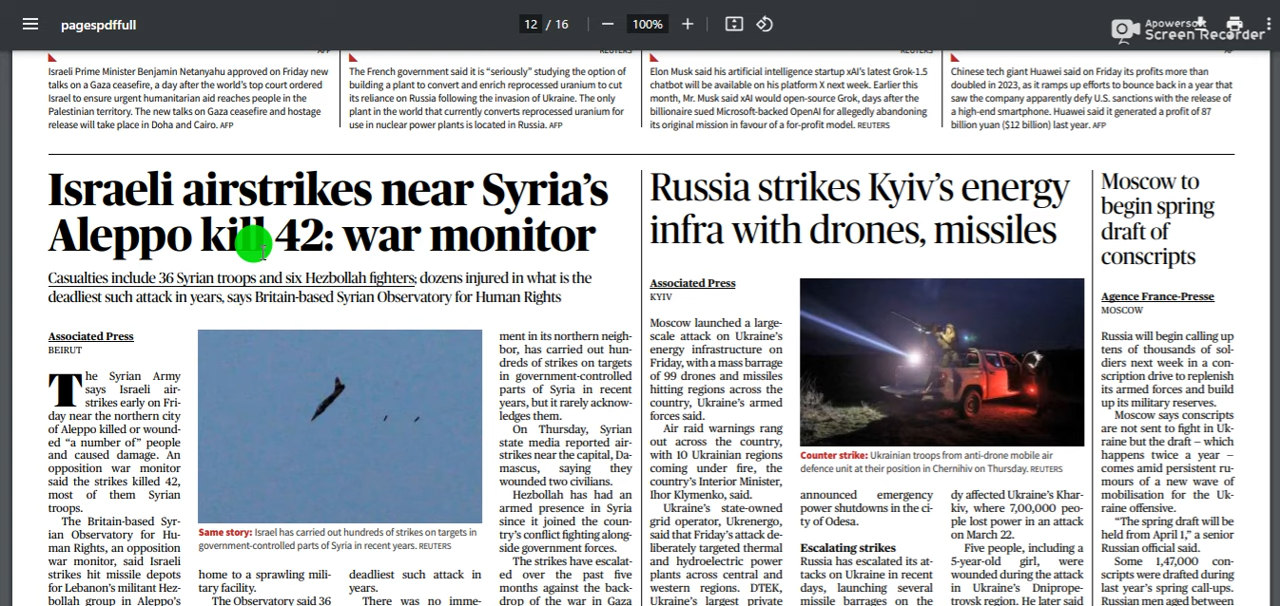 pagespdffull
12 / 16
100%
Apowersoft
Screen Recorder
AFP
Israeli Prime Minister Benjamin Netanyahu approved on Friday new
talks on a Gaza ceasefire, a day after the world's top court ordered
Israel to ensure urgent humanitarian aid reaches people in the
Palestinian territory. The new talks on Gaza ceasefire and hostage
release will take place in Doha and Cairo. AFP
REUTERS
The French government said it is “seriously” studying the option of
building a plant to convert and enrich reprocessed uranium to cut
its reliance on Russia following the invasion of Ukraine. The only
plant in the world that currently converts reprocessed uranium for
use in nuclear power plants is located in Russia. AFP
REUTERS
Elon Musk said his artificial intelligence startup xAI's latest Grok-1.5
chatbot will be available on his platform X next week. Earlier this
month, Mr. Musk said xAI would open-source Grok, days after the
billionaire sued Microsoft-backed OpenAI for allegedly abandoning
its original mission in favour of a for-profit model. REUTERS
AP
Chinese tech giant Huawei said on Friday its profits more than
doubled in 2023, as it ramps up efforts to bounce back in a year that
saw the company apparently defy U.S. sanctions with the release of
a high-end smartphone. Huawei said it generated a profit of 87
billion yuan ($12 billion) last year. AFP
Israeli airstrikes near Syria's
Aleppo kill 42: war monitor
Casualties include 36 Syrian troops and six Hezbollah fighters; dozens injured in what is the
deadliest such attack in years, says Britain-based Syrian Observatory for Human Rights
Associated Press
BEIRUT
The Syrian Army
says Israeli air-
strikes early on Fri-
day near the northern city
of Aleppo killed or wound-
ed “a number of” people
and caused damage. An
opposition war monitor
said the strikes killed 42,
most of them Syrian
troops.
The Britain-based Syr-
ian Observatory for Hu-
man Rights, an opposition
war monitor, said Israeli
strikes hit missile depots
for Lebanon's militant Hez-
bollah group in Aleppo's
Same story: Israel has carried out hundreds of strikes on targets in
government-controlled parts of Syria in recent years. REUTERS
home to a sprawling mili-
tary facility.
The Observatory said 36
deadliest such attack in
years.
There was no imme-
ment in its northern neigh-
bor, has carried out hun-
dreds of strikes on targets
in government-controlled
parts of Syria in recent
years, but it rarely acknow-
ledges them.
On Thursday, Syrian
state media reported air-
strikes near the capital, Da-
mascus, saying they
wounded two civilians.
Hezbollah has had an
armed presence in Syria
since it joined the coun-
try's conflict fighting along-
side government forces.
The strikes have escalat-
ed over the past five
months against the back-
drop of the war in Gaza
Russia strikes Kyiv's energy
infra with drones, missiles
Associated Press
KYIV
Moscow launched a large-
scale attack on Ukraine's
energy infrastructure on
Friday, with a mass barrage
of 99 drones and missiles
hitting regions across the
country, Ukraine's armed
forces said.
Air raid warnings rang
out across the country,
with 10 Ukrainian regions
coming under fire, the
country's Interior Minister,
Ihor Klymenko, said.
Ukraine's state-owned
grid operator, Ukrenergo,
said that Friday's attack de-
liberately targeted thermal
and hydroelectric power
plants across central and
western regions. DTEK,
Ukraine's largest private
Counter strike: Ukrainian troops from anti-drone mobile air
defence unit at their position in Chernihiv on Thursday. REUTERS
announced emergency
power shutdowns in the ci-
ty of Odesa.
Escalating strikes
Russia has escalated its at-
tacks on Ukraine in recent
days, launching several
missile barrages on the
dy affected Ukraine's Khar-
kiv, where 7,00,000 peo-
ple lost power in an attack
on March 22.
Five people, including a
5-year-old girl, were
wounded during the attack
in Ukraine's Dniprope-
trovsk region. He later said
Moscow to
begin spring
draft of
conscripts
Agence France-Presse
MOSCOW
Russia will begin calling up
tens of thousands of sol-
diers next week in a con-
scription drive to replenish
its armed forces and build
up its military reserves.
Moscow says conscripts
are not sent to fight in Uk-
raine but the draft – which
happens twice a year –
comes amid persistent ru-
mours of a new wave of
mobilisation for the Uk-
raine offensive.
“The spring draft will be
held from April 1,” a senior
Russian official said.
Some 1,47,000 con-
scripts were drafted during
last year's spring call-ups.
Russian men aged between